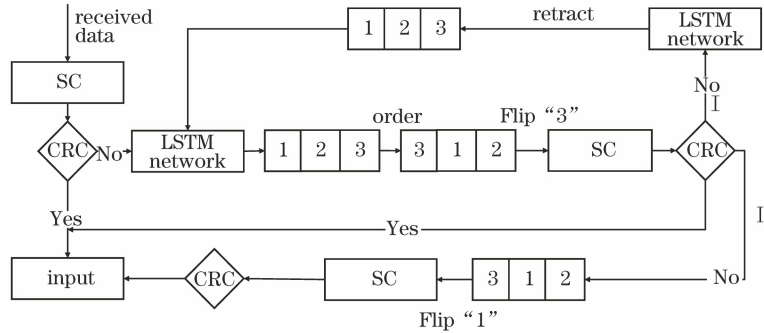 received
data
SC
CRC
No
LSTM
network
1 2 3
order
3 1 2
Flip “3”
SC
CRC
No
I
LSTM
network
retract
1 2 3
Yes
Yes
I
No
3 1 2
Flip “1”
SC
CRC
input